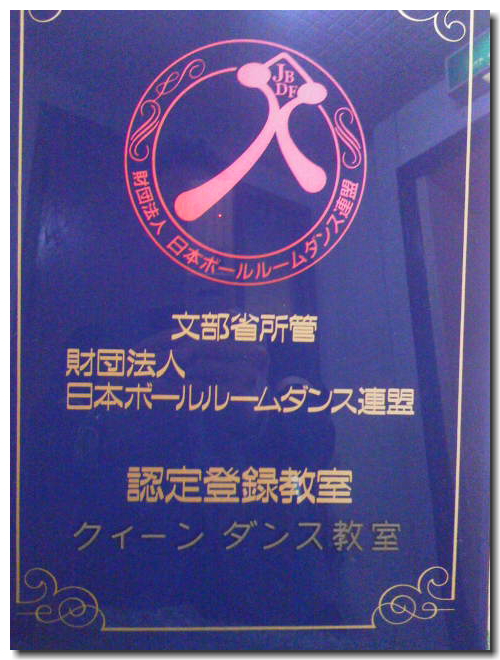 JB
DF
財団法人 日本ボールルームダンス連盟
文部省所管
財団法人
日本ボールルームダンス連盟
認定登録教室
クィーン ダンス教室